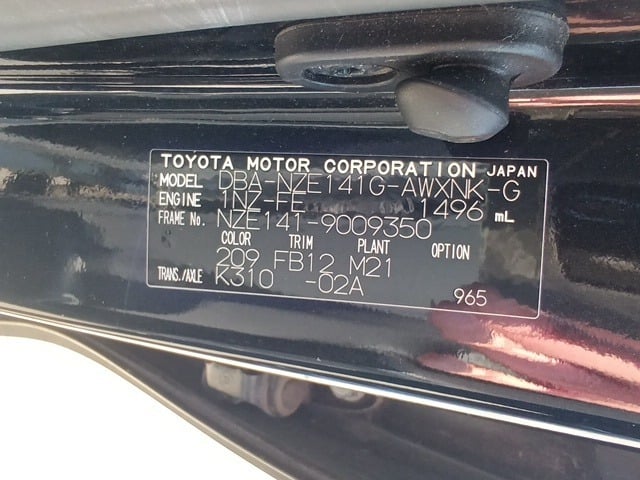 TOYOTA MOTOR CORPORATION JAPAN
MODEL DBA-NZE141G-AWXNK-G
ENGINE 1NZ-FE 1496 mL
FRAME No. NZE141-9009350
COLOR TRIM PLANT OPTION
209 FB12 M21
TRANS./AXLE K310 -02A 965